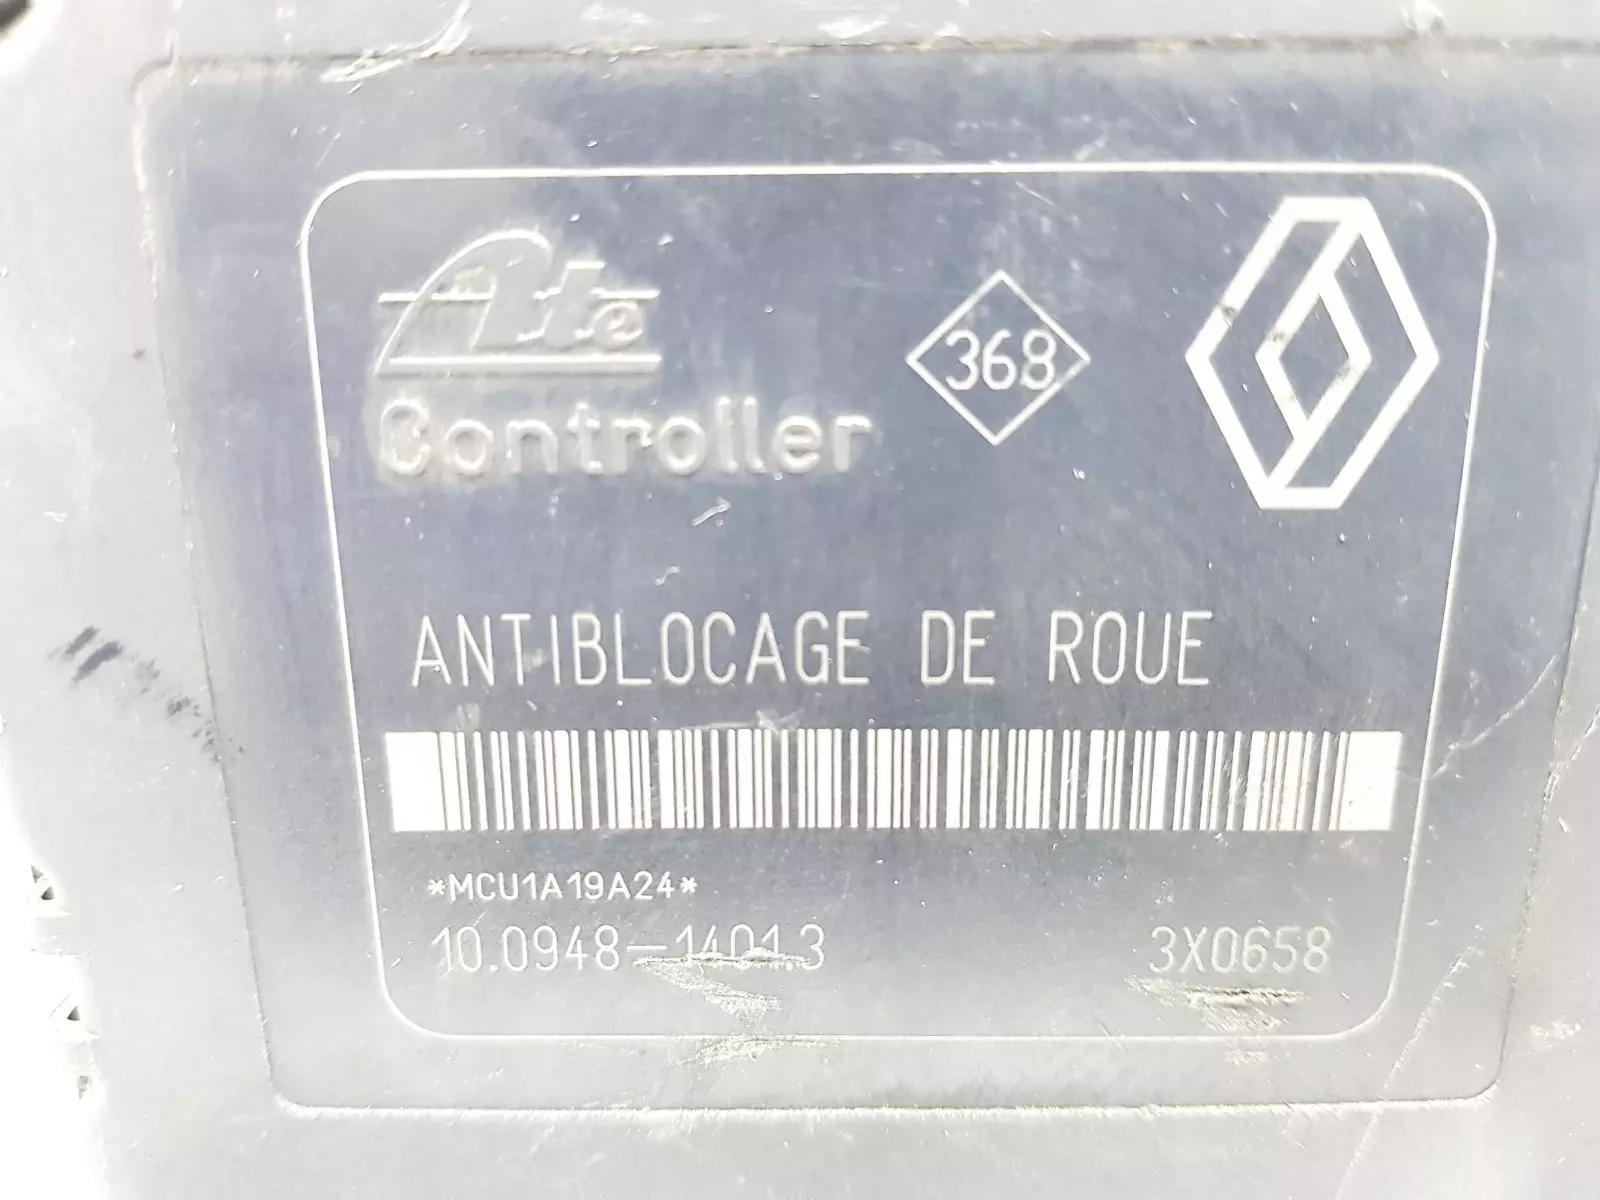 Ate
Controller
368
ANTIBLOCAGE DE ROUE
*MCU1A19A24*
10.0948-1401.3
3X0658